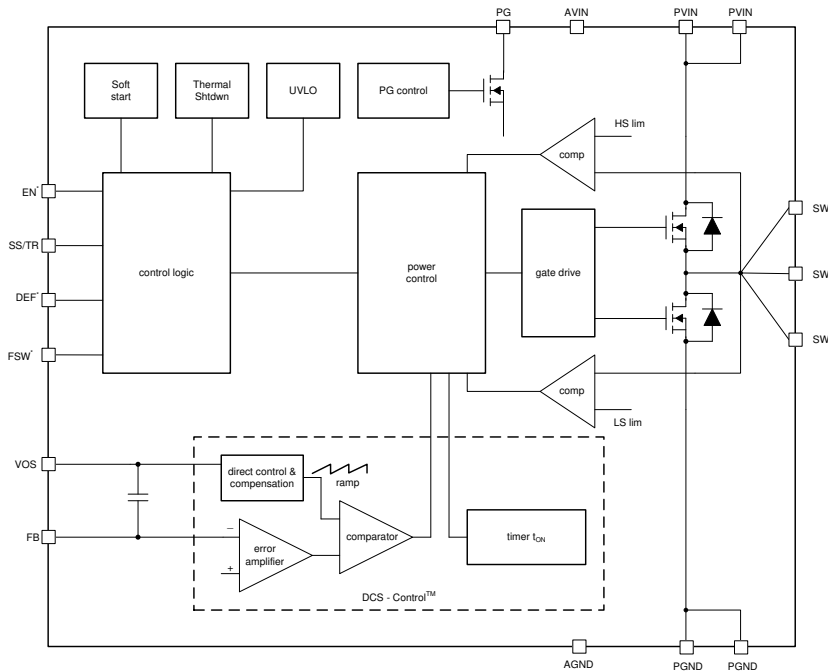 PG
AVIN
PVIN
PVIN
Soft
start
Thermal
Shtdwn
UVLO
PG control
HS lim
comp
EN*
SS/TR
DEF*
FSW*
control logic
power
control
gate drive
SW
SW
SW
comp
LS lim
VOS
direct control &
compensation
ramp
FB
_
error
amplifier
+
comparator
timer tON
DCS - Control™
AGND
PGND
PGND